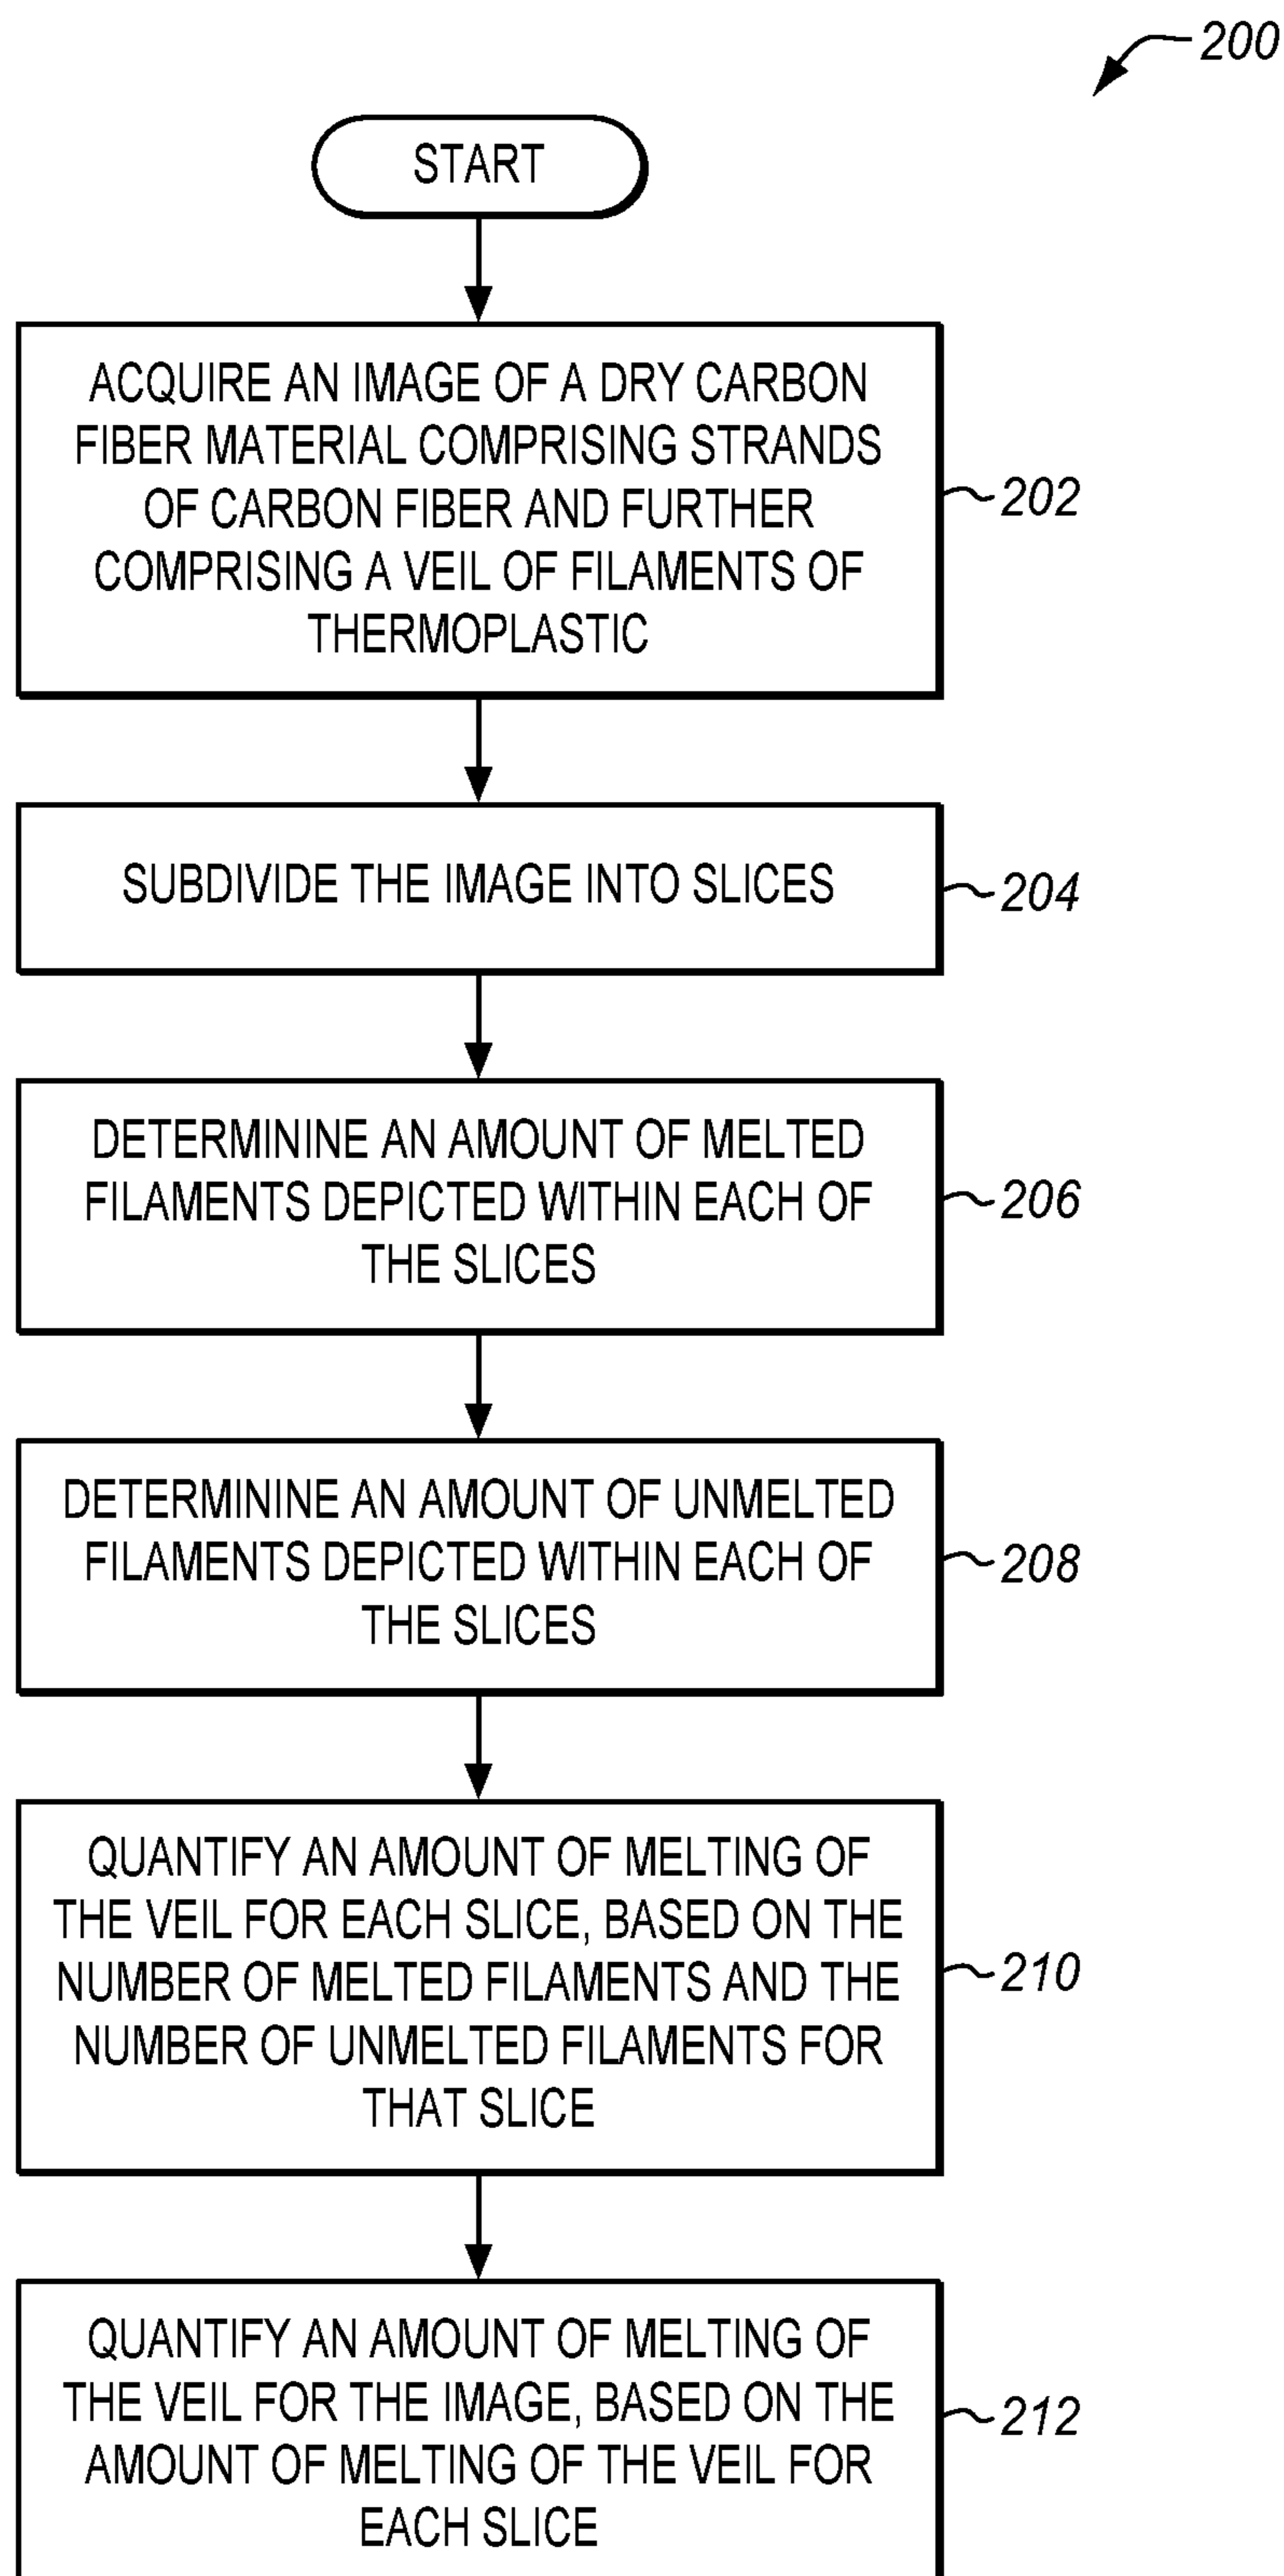 200
START
ACQUIRE AN IMAGE OF A DRY CARBON
FIBER MATERIAL COMPRISING STRANDS
OF CARBON FIBER AND FURTHER
COMPRISING A VEIL OF FILAMENTS OF
THERMOPLASTIC
202
SUBDIVIDE THE IMAGE INTO SLICES
204
DETERMININE AN AMOUNT OF MELTED
FILAMENTS DEPICTED WITHIN EACH OF
THE SLICES
206
DETERMININE AN AMOUNT OF UNMELTED
FILAMENTS DEPICTED WITHIN EACH OF
THE SLICES
208
QUANTIFY AN AMOUNT OF MELTING OF
THE VEIL FOR EACH SLICE, BASED ON THE
NUMBER OF MELTED FILAMENTS AND THE
NUMBER OF UNMELTED FILAMENTS FOR
THAT SLICE
210
QUANTIFY AN AMOUNT OF MELTING OF
THE VEIL FOR THE IMAGE, BASED ON THE
AMOUNT OF MELTING OF THE VEIL FOR
EACH SLICE
212